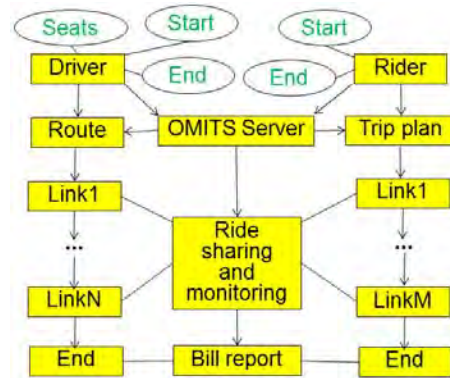 Seats
Start
Start
End
End
Driver
Rider
Route
OMITS Server
Trip plan
Link1
Link1
Ride
sharing
and
monitoring
...
...
LinkN
LinkM
End
Bill report
End